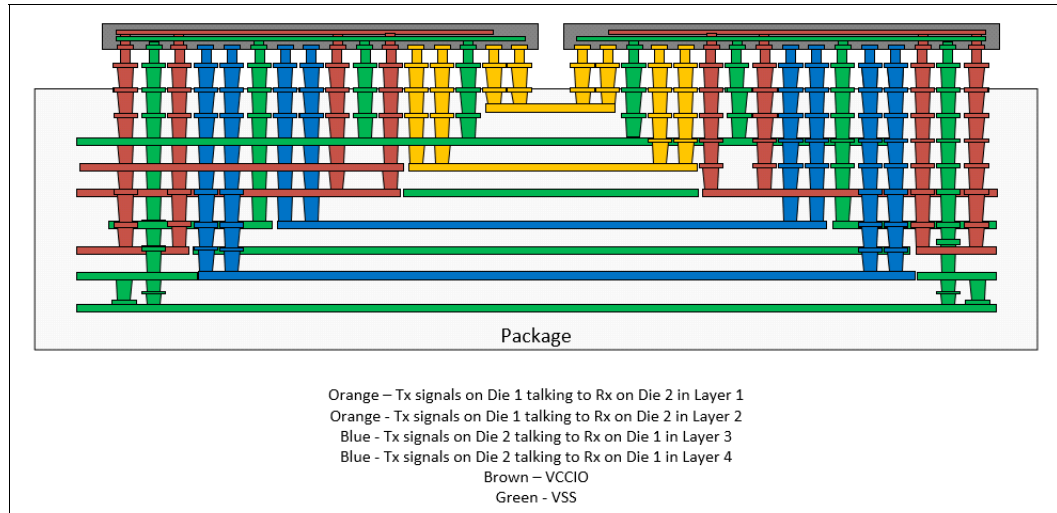 Package
Orange – Tx signals on Die 1 talking to Rx on Die 2 in Layer 1
Orange - Tx signals on Die 1 talking to Rx on Die 2 in Layer 2
Blue - Tx signals on Die 2 talking to Rx on Die 1 in Layer 3
Blue - Tx signals on Die 2 talking to Rx on Die 1 in Layer 4
Brown – VCCIO
Green - VSS